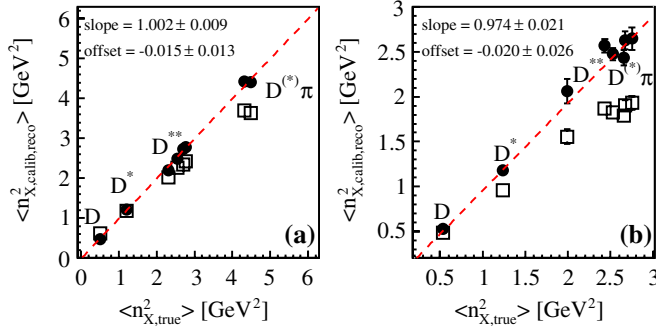 slope = 1.002 ± 0.009
offset = -0.015 ± 0.013
D
D*
D**
D(*)π
(a)
0 1 2 3 4 5 6
0 1 2 3 4 5 6
<n²X,calib,reco> [GeV²]
<n²X,true> [GeV²]
slope = 0.974 ± 0.021
offset = -0.020 ± 0.026
D
D*
D**
D(*)π
(b)
0.5 1 1.5 2 2.5 3
0.5 1 1.5 2 2.5
<n²X,calib,reco> [GeV²]
<n²X,true> [GeV²]